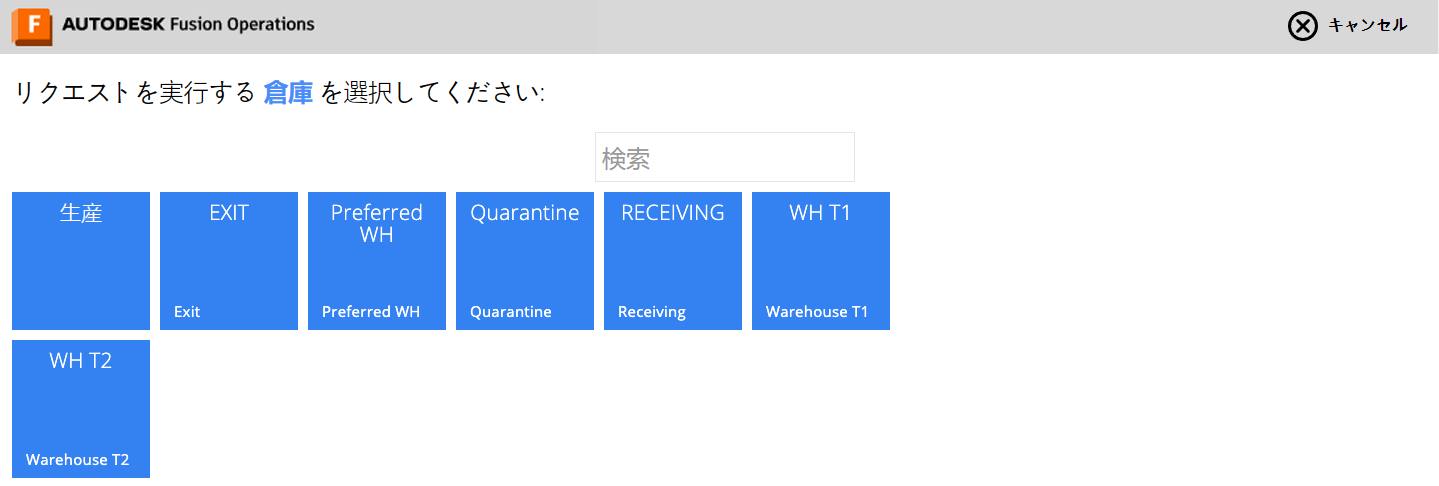 F AUTODESK Fusion Operations
キャンセル
リクエストを実行する 倉庫 を選択してください:
検索
生産
EXIT
Exit
Preferred
WH
Preferred WH
Quarantine
Quarantine
RECEIVING
Receiving
WH T1
Warehouse T1
WH T2
Warehouse T2